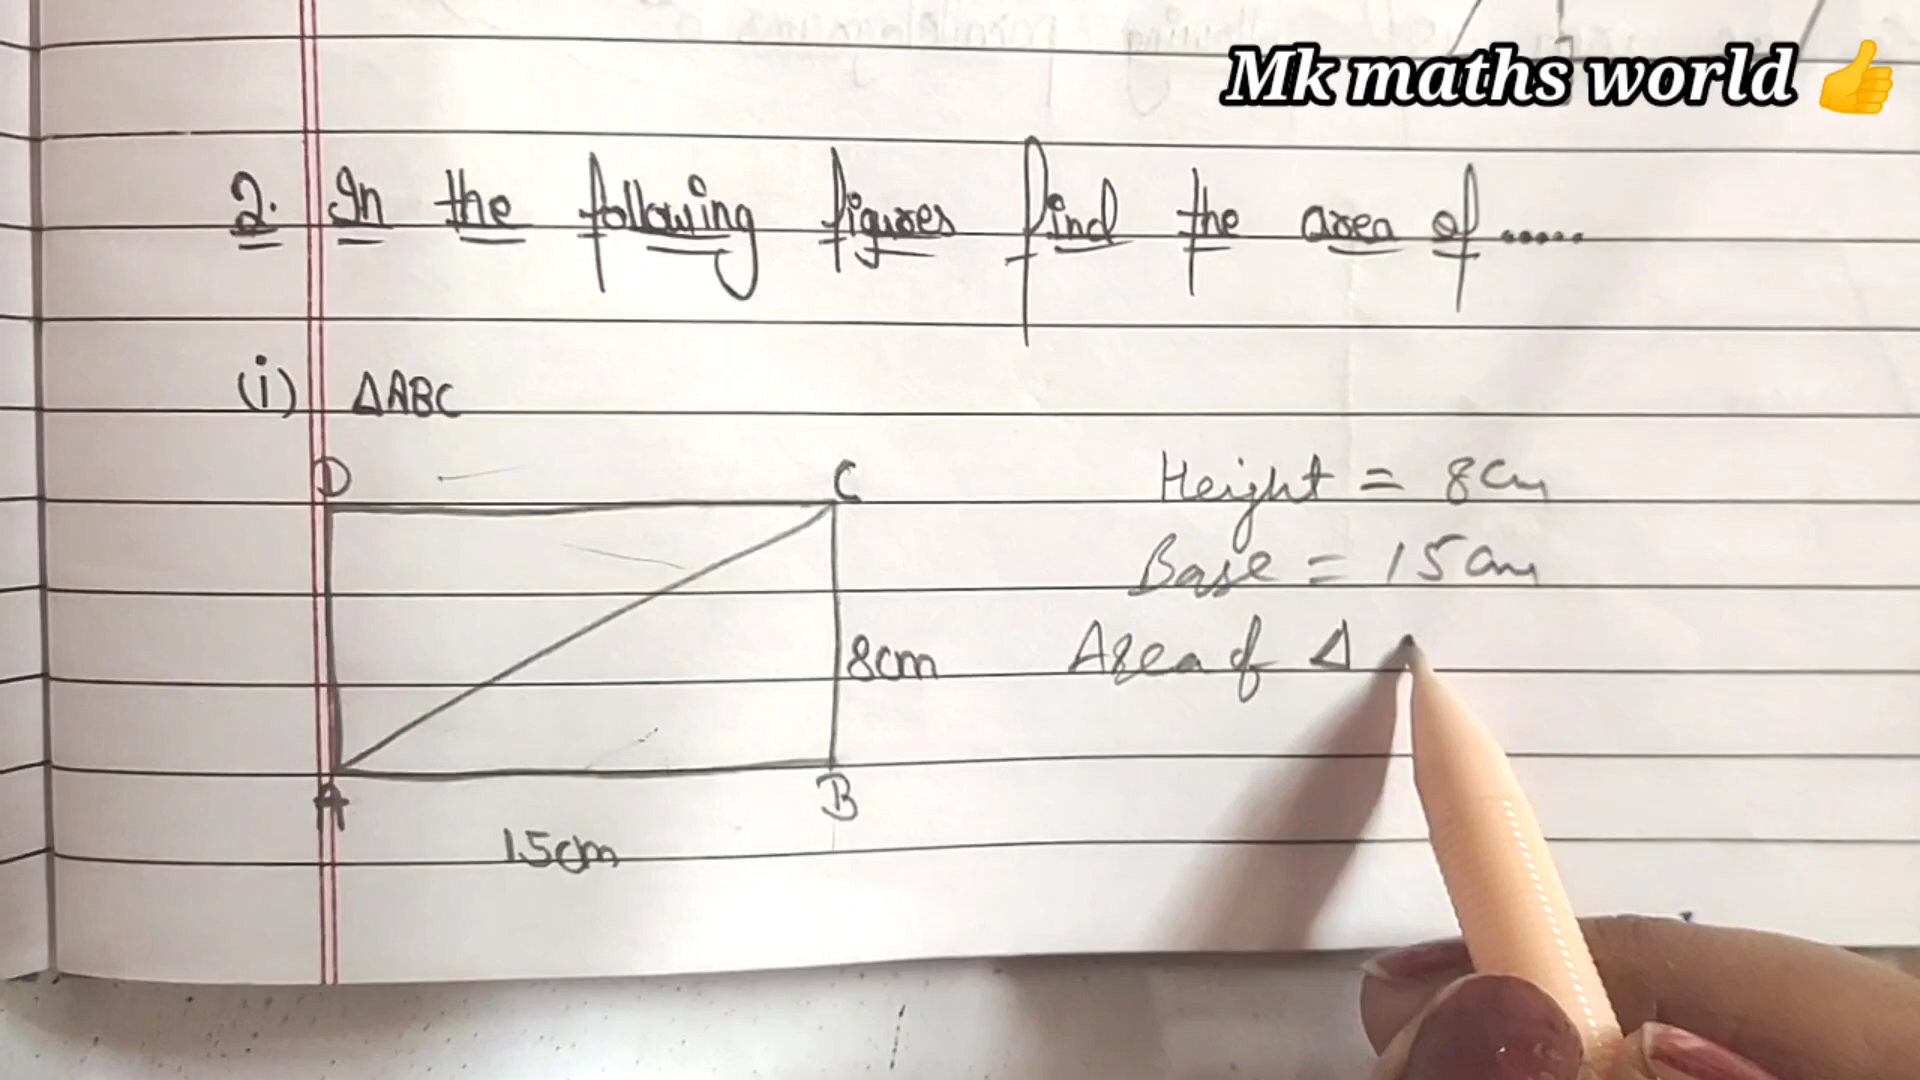 Mk maths world 👍
2. In the following figures find the area of .....
(i) ΔABC
D C
Height = 8cm
Base = 15cm
8cm Area of Δ
A B
15cm